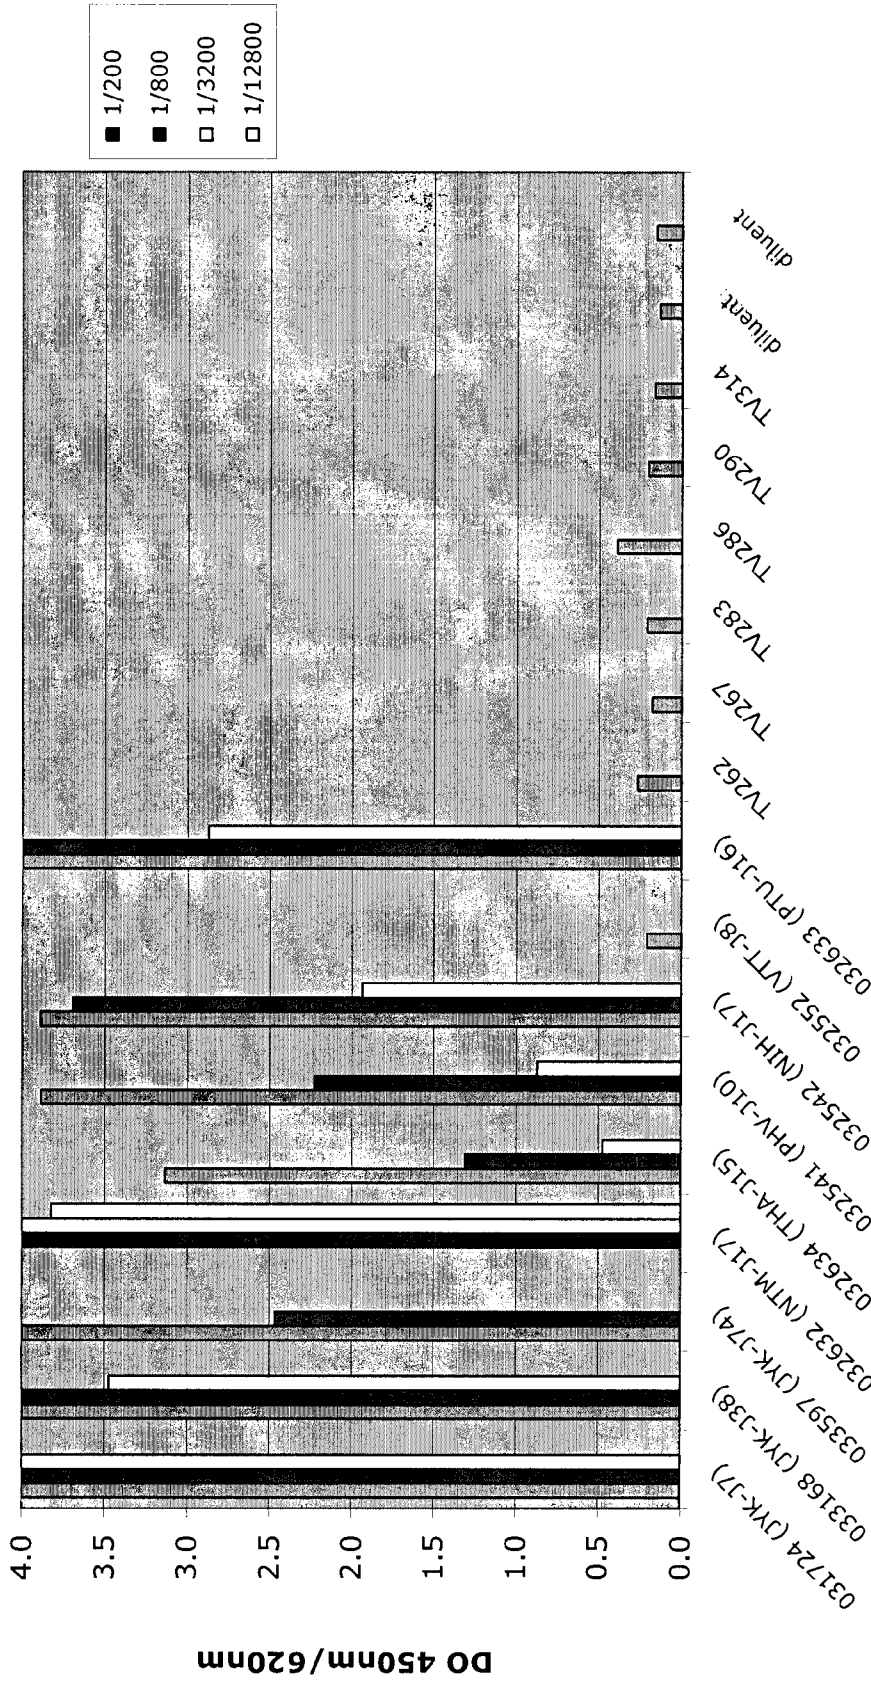 1/200
1/800
1/3200
1/12800
DO 450nm/620nm
4.0
3.5
3.0
2.5
2.0
1.5
1.0
0.5
0.0
031724 (JYK-J7)
033168 (JYK-J38)
033597 (JYK-J74)
032632 (NTM-J17)
032634 (THA-J15)
032541 (PHV-J10)
032542 (NIH-J17)
032552 (VTT-J8)
032633 (PTU-J16)
TV262
TV267
TV283
TV286
TV290
TV314
diluent
diluent